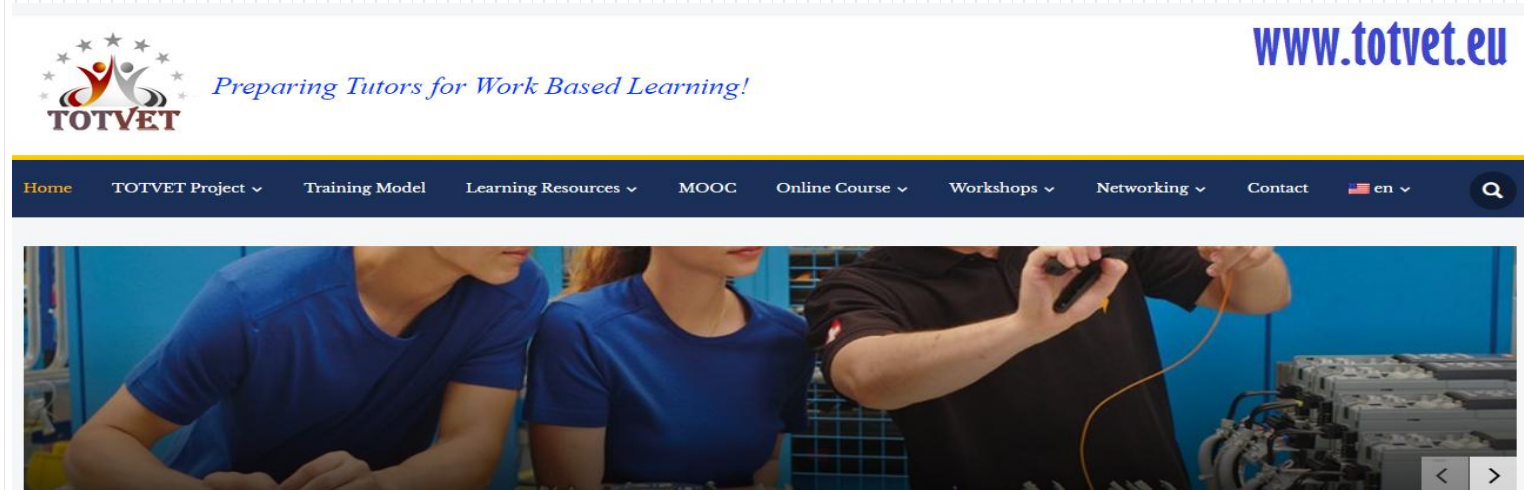 www.totvet.eu
Preparing Tutors for Work Based Learning!
TOTVET
Home TOTVET Project Training Model Learning Resources MOOC Online Course Workshops Networking Contact en